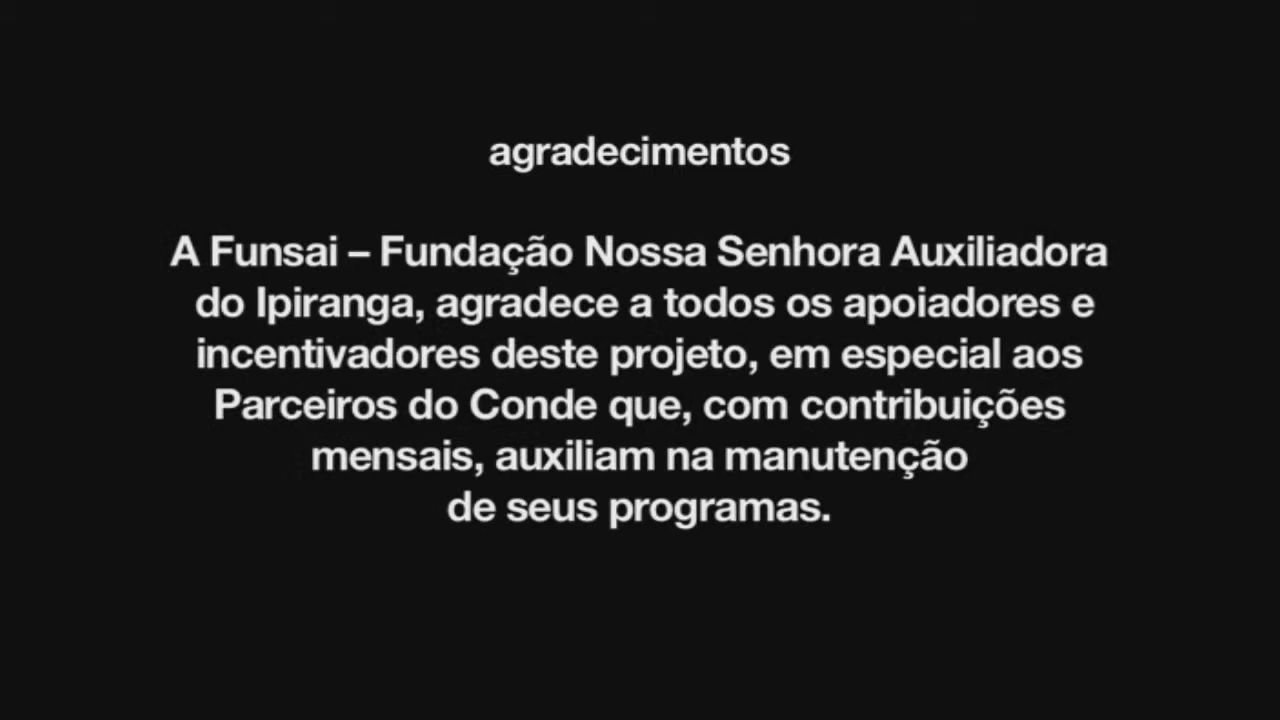 agradecimentos
A Funsai – Fundação Nossa Senhora Auxiliadora
do Ipiranga, agradece a todos os apoiadores e
incentivadores deste projeto, em especial aos
Parceiros do Conde que, com contribuições
mensais, auxiliam na manutenção
de seus programas.